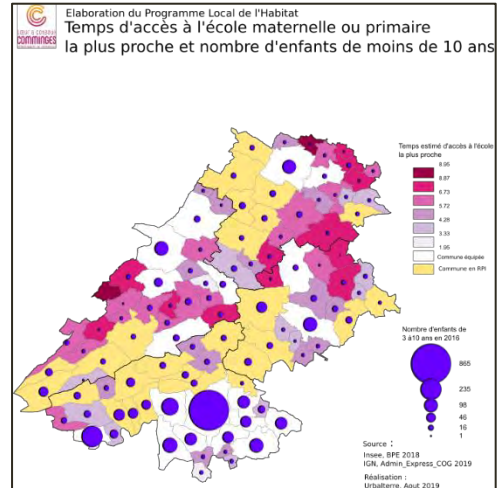 Elaboration du Programme Local de l'Habitat
Temps d'accès à l'école maternelle ou primaire
la plus proche et nombre d'enfants de moins de 10 ans
CŒUR & COTEAUX
COMMINGES
Temps estimé d'accès à l'école
la plus proche
8.95
8.87
6.73
5.72
4.28
3.33
1.95
Commune équipée
Commune en RPI
Nombre d'enfants de
3 à10 ans en 2016
865
235
98
46
16
1
Source :
Insee, BPE 2018
IGN, Admin_Express_COG 2019
Réalisation :
Urbalterre, Aout 2019